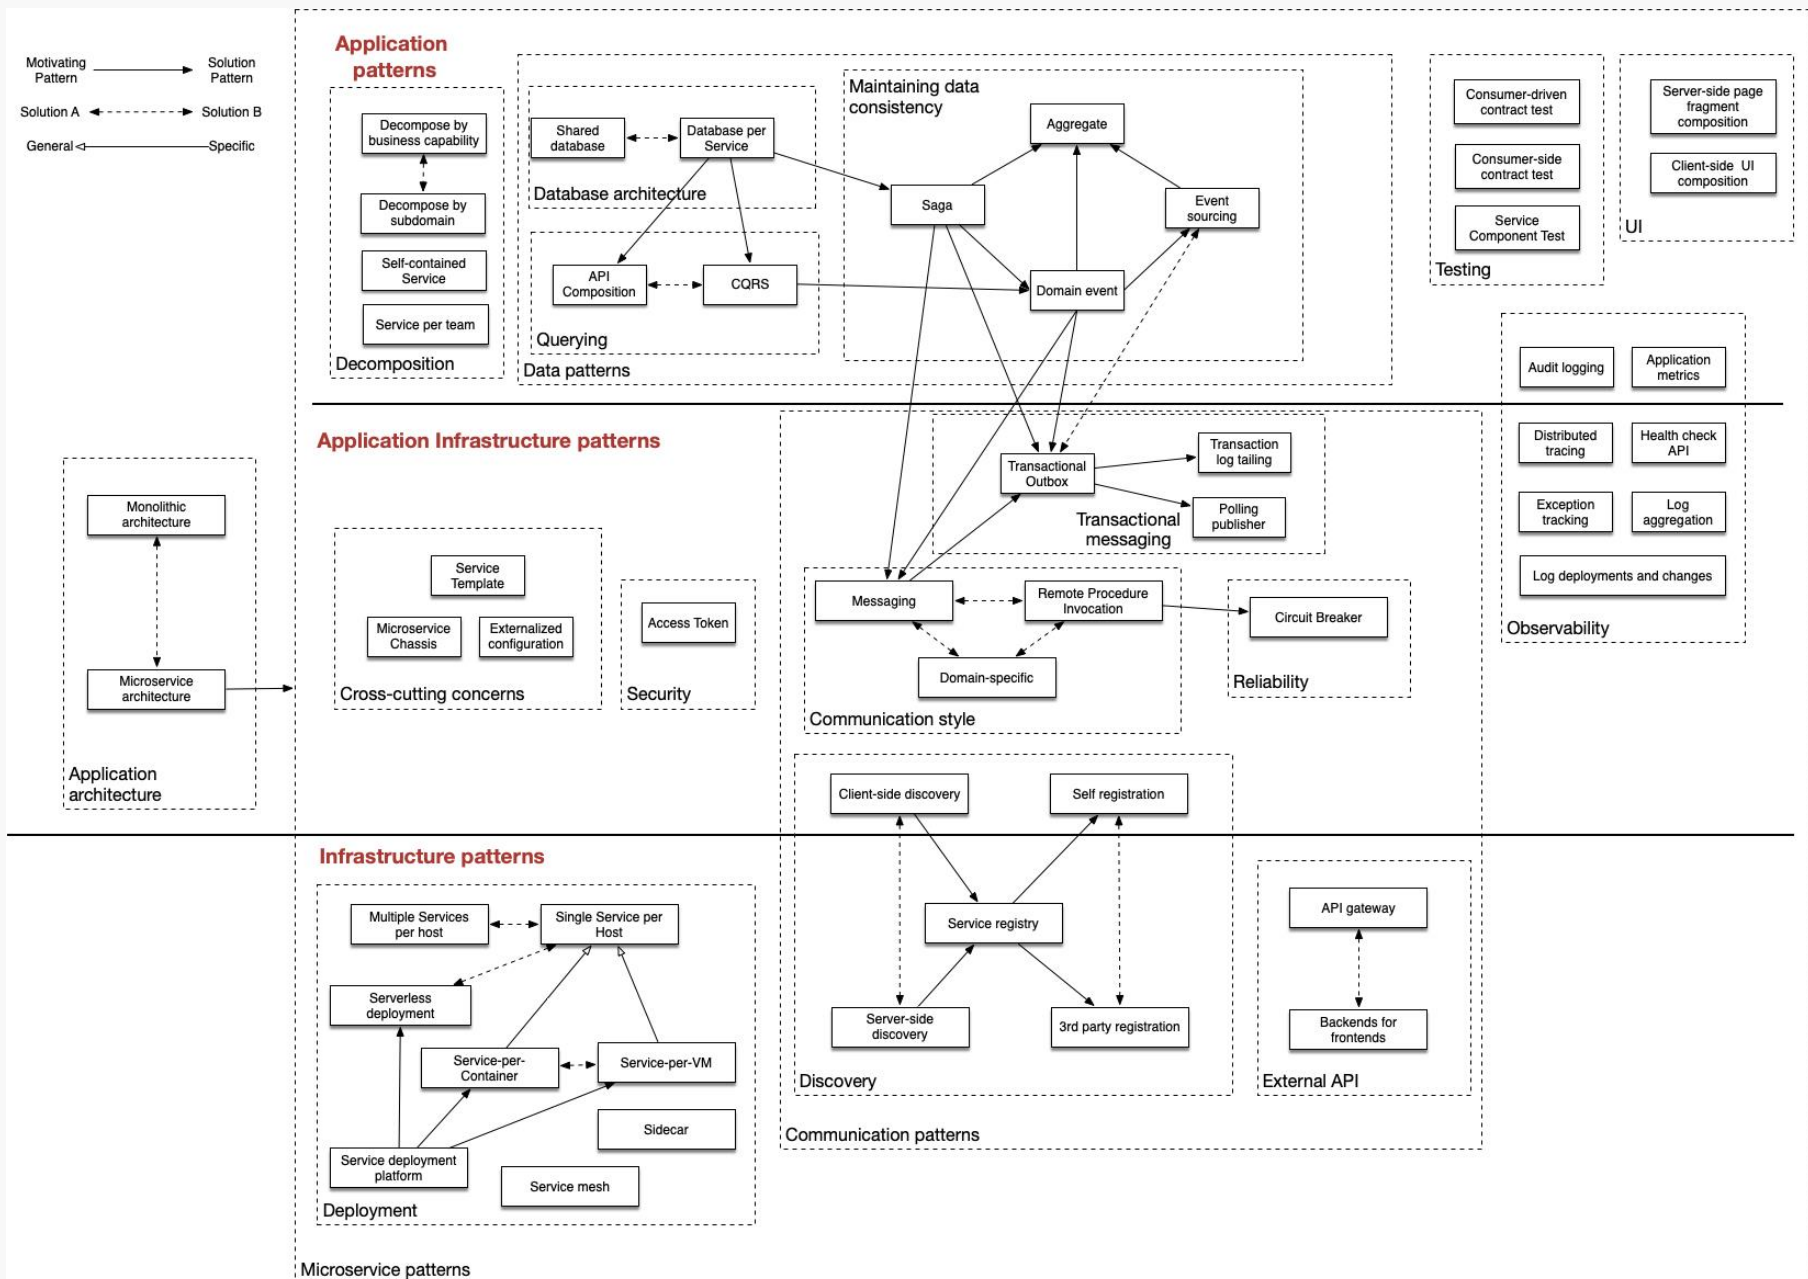 Motivating
Pattern
Solution
Pattern
Solution A
Solution B
General
Specific
Application
patterns
Decompose by
business capability
Decompose by
subdomain
Self-contained
Service
Service per team
Decomposition
Shared
database
Database per
Service
Database architecture
API
Composition
CQRS
Querying
Data patterns
Maintaining data
consistency
Aggregate
Saga
Event
sourcing
Domain event
Consumer-driven
contract test
Consumer-side
contract test
Service
Component Test
Testing
Server-side page
fragment
composition
Client-side UI
composition
UI
Audit logging
Application
metrics
Distributed
tracing
Health check
API
Exception
tracking
Log
aggregation
Log deployments and changes
Observability
Application Infrastructure patterns
Monolithic
architecture
Microservice
architecture
Application
architecture
Service
Template
Microservice
Chassis
Externalized
configuration
Cross-cutting concerns
Access Token
Security
Transactional
Outbox
Transaction
log tailing
Polling
publisher
Transactional
messaging
Messaging
Remote Procedure
Invocation
Domain-specific
Communication style
Circuit Breaker
Reliability
Client-side discovery
Self registration
Service registry
Server-side
discovery
3rd party registration
Discovery
API gateway
Backends for
frontends
External API
Communication patterns
Infrastructure patterns
Multiple Services
per host
Single Service per
Host
Serverless
deployment
Service-per-
Container
Service-per-VM
Sidecar
Service deployment
platform
Service mesh
Deployment
Microservice patterns